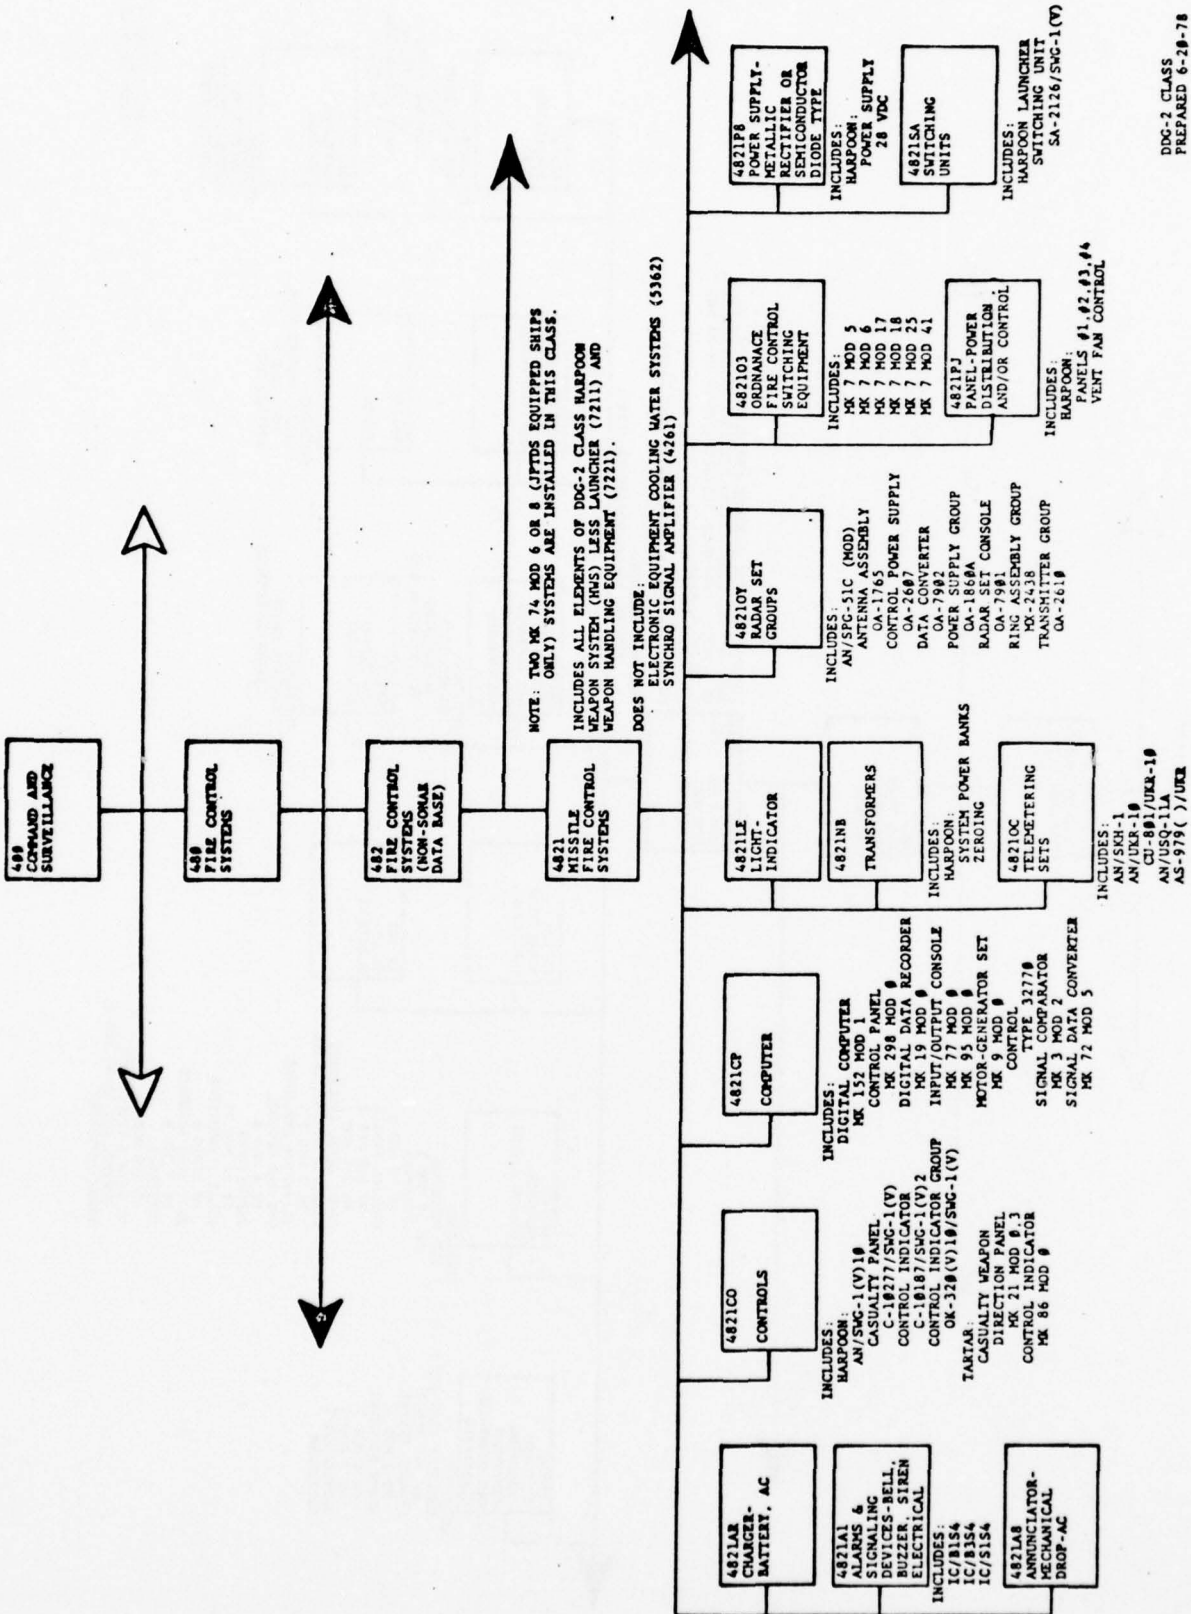 400
COMMAND AND
SURVEILLANCE
480
FIRE CONTROL
SYSTEMS
482
FIRE CONTROL
SYSTEMS
(NON-SONAR
DATA BASE)
NOTE: TWO MK 74 MOD 6 OR 8 (JPTDS EQUIPPED SHIPS
ONLY) SYSTEMS ARE INSTALLED IN THIS CLASS.
INCLUDES ALL ELEMENTS OF DDG-2 CLASS HARPOON
WEAPON SYSTEM (HWS) LESS LAUNCHER (7211) AND
WEAPON HANDLING EQUIPMENT (7221).
DOES NOT INCLUDE:
ELECTRONIC EQUIPMENT COOLING WATER SYSTEMS (5362)
SYNCHRO SIGNAL AMPLIFIER (4261)
4821
MISSILE
FIRE CONTROL
SYSTEMS
4821AR
CHARGER-
BATTERY, AC
4821A1
ALARMS &
SIGNALING
DEVICES-BELL,
BUZZER, SIREN
ELECTRICAL
INCLUDES:
IC/B1S4
IC/B3S4
IC/S1S4
4821A8
ANNUNCIATOR-
MECHANICAL
DROP-AC
4821CO
CONTROLS
INCLUDES:
HARPOON:
AN/SWG-1(V)10
CASUALTY PANEL
C-10277/SWG-1(V)
CONTROL INDICATOR
C-10187/SWG-1(V)2
CONTROL INDICATOR GROUP
OK-320(V)10/SWG-1(V)
TARTAR:
CASUALTY WEAPON
DIRECTION PANEL
MK 21 MOD 0,3
CONTROL INDICATOR
MK 86 MOD 0
4821CP
COMPUTER
INCLUDES:
DIGITAL COMPUTER
MK 152 MOD 1
CONTROL PANEL
MK 298 MOD 0
DIGITAL DATA RECORDER
MK 19 MOD 0
INPUT/OUTPUT CONSOLE
MK 77 MOD 0
MK 95 MOD 0
MOTOR-GENERATOR SET
MK 9 MOD 0
CONTROL
TYPE 32770
SIGNAL COMPARATOR
MK 3 MOD 2
SIGNAL DATA CONVERTER
MK 72 MOD 5
4821LE
LIGHT-
INDICATOR
4821NB
TRANSFORMERS
INCLUDES:
HARPOON:
SYSTEM POWER BANKS
ZEROING
4821OC
TELEMETERING
SETS
INCLUDES:
AN/SKH-1
AN/UKR-10
CU-801/UKR-10
AN/USQ-11A
AS-979( )/UKR
4821OY
RADAR SET
GROUPS
INCLUDES:
AN/SPG-51C (MOD)
ANTENNA ASSEMBLY
OA-1765
CONTROL POWER SUPPLY
OA-2607
DATA CONVERTER
OA-7902
POWER SUPPLY GROUP
OA-1860A
RADAR SET CONSOLE
OA-7901
RING ASSEMBLY GROUP
MX-2438
TRANSMITTER GROUP
OA-2610
4821O3
ORDNANACE
FIRE CONTROL
SWITCHING
EQUIPMENT
INCLUDES:
MK 7 MOD 5
MK 7 MOD 6
MK 7 MOD 17
MK 7 MOD 18
MK 7 MOD 25
MK 7 MOD 41
4821PJ
PANEL-POWER
DISTRIBUTION
AND/OR CONTROL
INCLUDES:
HARPOON:
PANELS #1,#2,#3,#4
VENT FAN CONTROL
4821P8
POWER SUPPLY-
METALLIC
RECTIFIER OR
SEMICONDUCTOR
DIODE TYPE
INCLUDES:
HARPOON:
POWER SUPPLY
28 VDC
4821SA
SWITCHING
UNITS
INCLUDES:
HARPOON LAUNCHER
SWITCHING UNIT
SA-2126/SWG-1(V)
DDG-2 CLASS
PREPARED 6-20-78